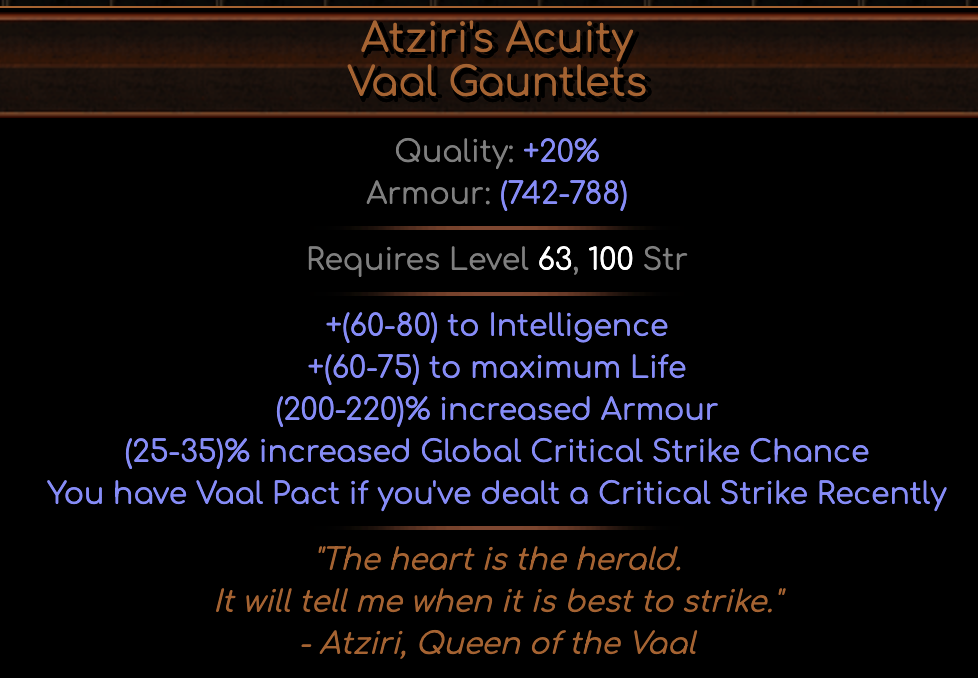 Atziri's Acuity
Vaal Gauntlets
Quality: +20%
Armour: (742-788)
Requires Level 63, 100 Str
+(60-80) to Intelligence
+(60-75) to maximum Life
(200-220)% increased Armour
(25-35)% increased Global Critical Strike Chance
You have Vaal Pact if you've dealt a Critical Strike Recently
"The heart is the herald.
It will tell me when it is best to strike."
- Atziri, Queen of the Vaal